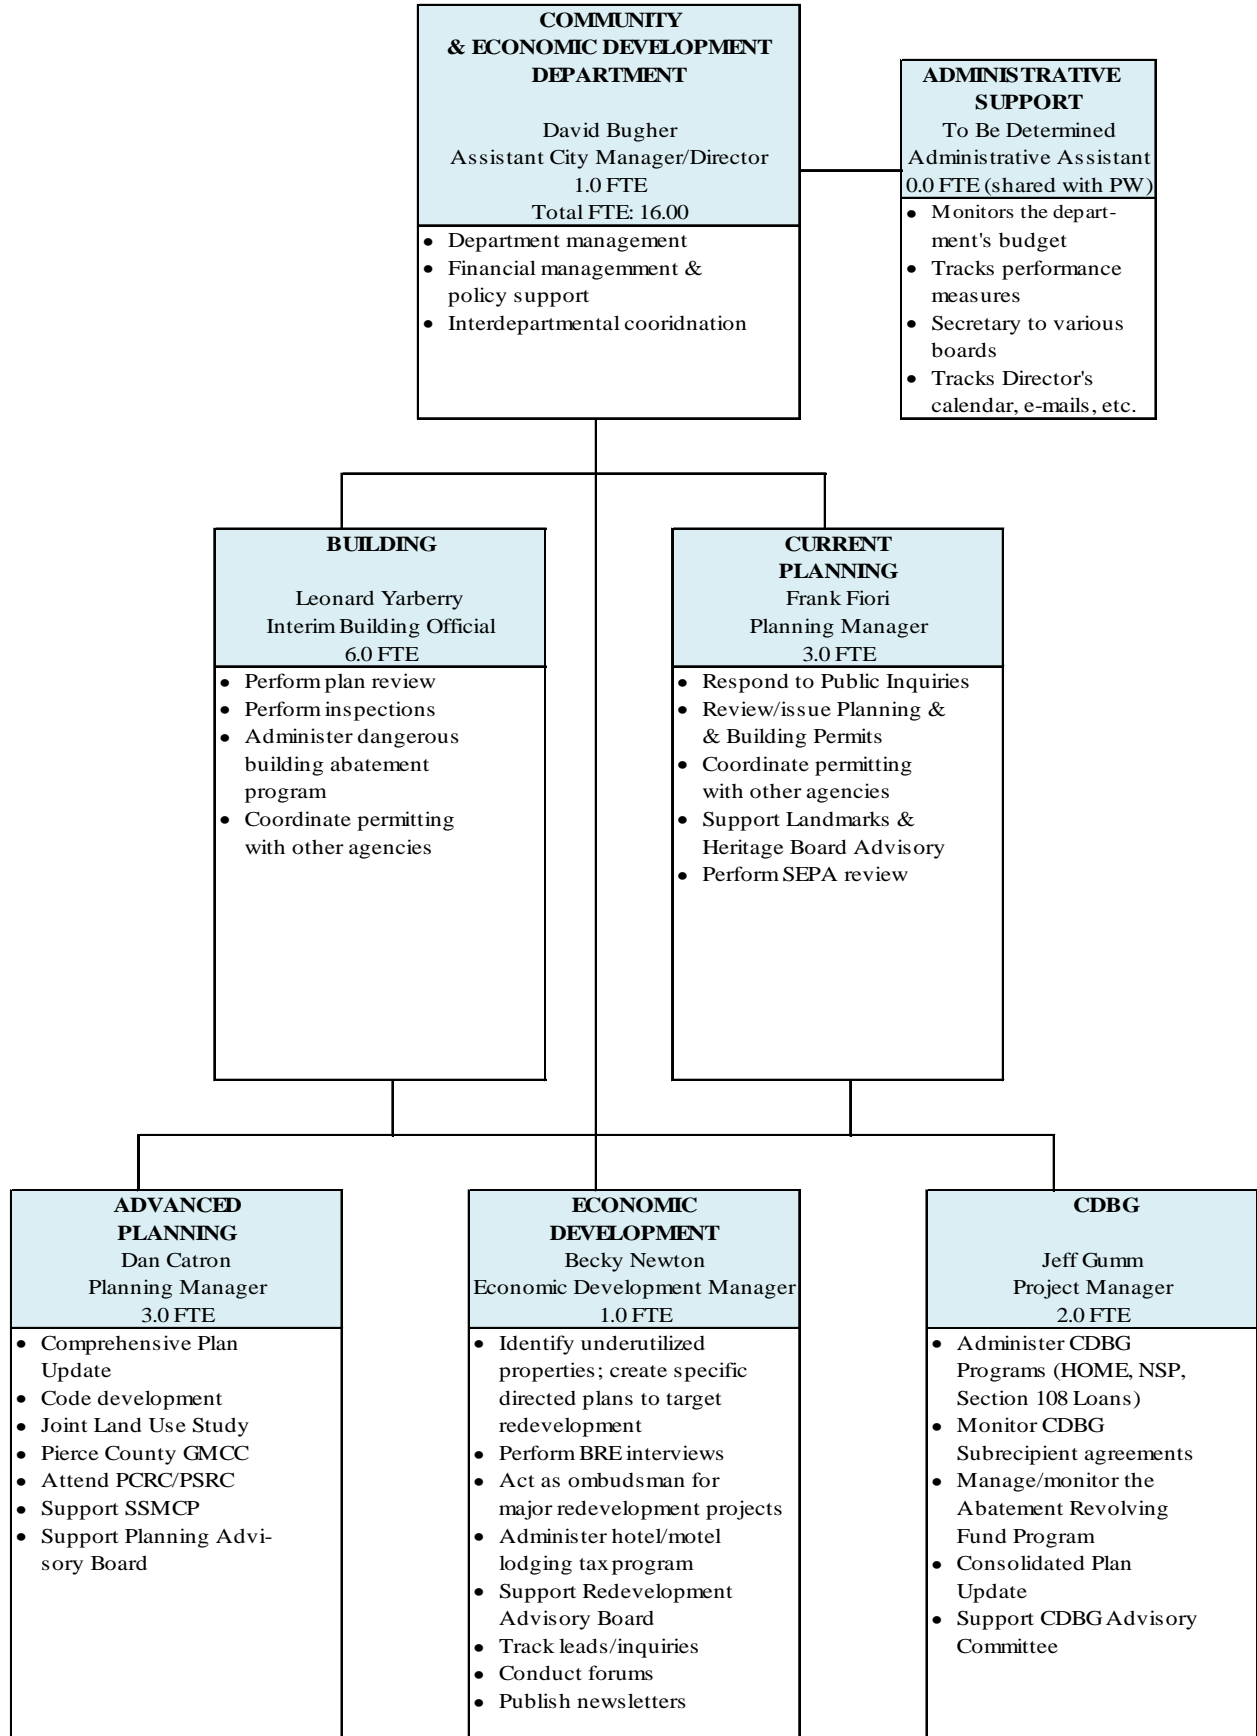 COMMUNITY
& ECONOMIC DEVELOPMENT
DEPARTMENT
David Bugher
Assistant City Manager/Director
1.0 FTE
Total FTE: 16.00
• Department management
• Financial managemment &
policy support
• Interdepartmental cooridnation
ADMINISTRATIVE
SUPPORT
To Be Determined
Administrative Assistant
0.0 FTE (shared with PW)
• Monitors the depart-
ment's budget
• Tracks performance
measures
• Secretary to various
boards
• Tracks Director's
calendar, e-mails, etc.
BUILDING
Leonard Yarberry
Interim Building Official
6.0 FTE
• Perform plan review
• Perform inspections
• Administer dangerous
building abatement
program
• Coordinate permitting
with other agencies
CURRENT
PLANNING
Frank Fiori
Planning Manager
3.0 FTE
• Respond to Public Inquiries
• Review/issue Planning &
& Building Permits
• Coordinate permitting
with other agencies
• Support Landmarks &
Heritage Board Advisory
• Perform SEPA review
ADVANCED
PLANNING
Dan Catron
Planning Manager
3.0 FTE
• Comprehensive Plan
Update
• Code development
• Joint Land Use Study
• Pierce County GMCC
• Attend PCRC/PSRC
• Support SSMCP
• Support Planning Advi-
sory Board
ECONOMIC
DEVELOPMENT
Becky Newton
Economic Development Manager
1.0 FTE
• Identify underutilized
properties; create specific
directed plans to target
redevelopment
• Perform BRE interviews
• Act as ombudsman for
major redevelopment projects
• Administer hotel/motel
lodging tax program
• Support Redevelopment
Advisory Board
• Track leads/inquiries
• Conduct forums
• Publish newsletters
CDBG
Jeff Gumm
Project Manager
2.0 FTE
• Administer CDBG
Programs (HOME, NSP,
Section 108 Loans)
• Monitor CDBG
Subrecipient agreements
• Manage/monitor the
Abatement Revolving
Fund Program
• Consolidated Plan
Update
• Support CDBG Advisory
Committee